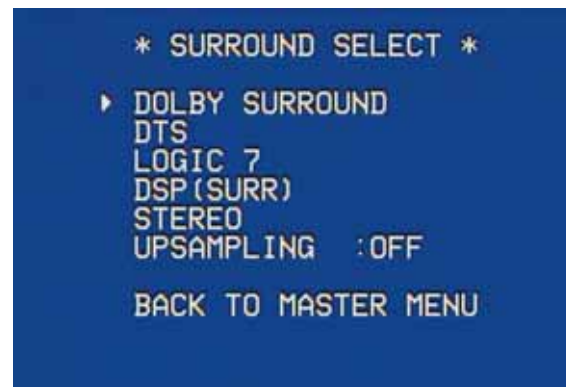 * SURROUND SELECT *
DOLBY SURROUND
DTS
LOGIC 7
DSP(SURR)
STEREO
UPSAMPLING :OFF
BACK TO MASTER MENU